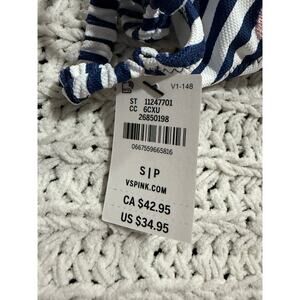 V1-148
ST 11247701
CC 6CXU
26850198
0667559665816
S|P
VSPINK.COM
CA $42.95
US $34.95